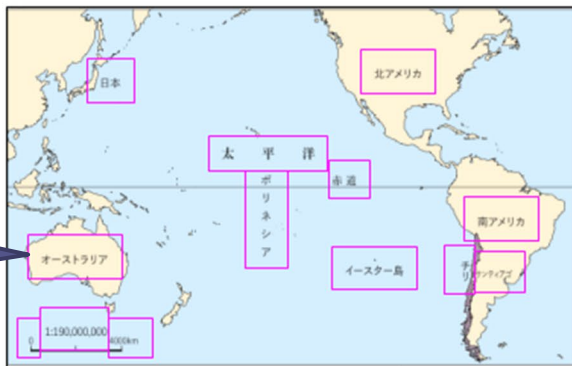 日本
北アメリカ
太平洋
赤道
ポリネシア
南アメリカ
オーストラリア
イースター島
チリ
サンティアゴ
1:190,000,000
0 4000km